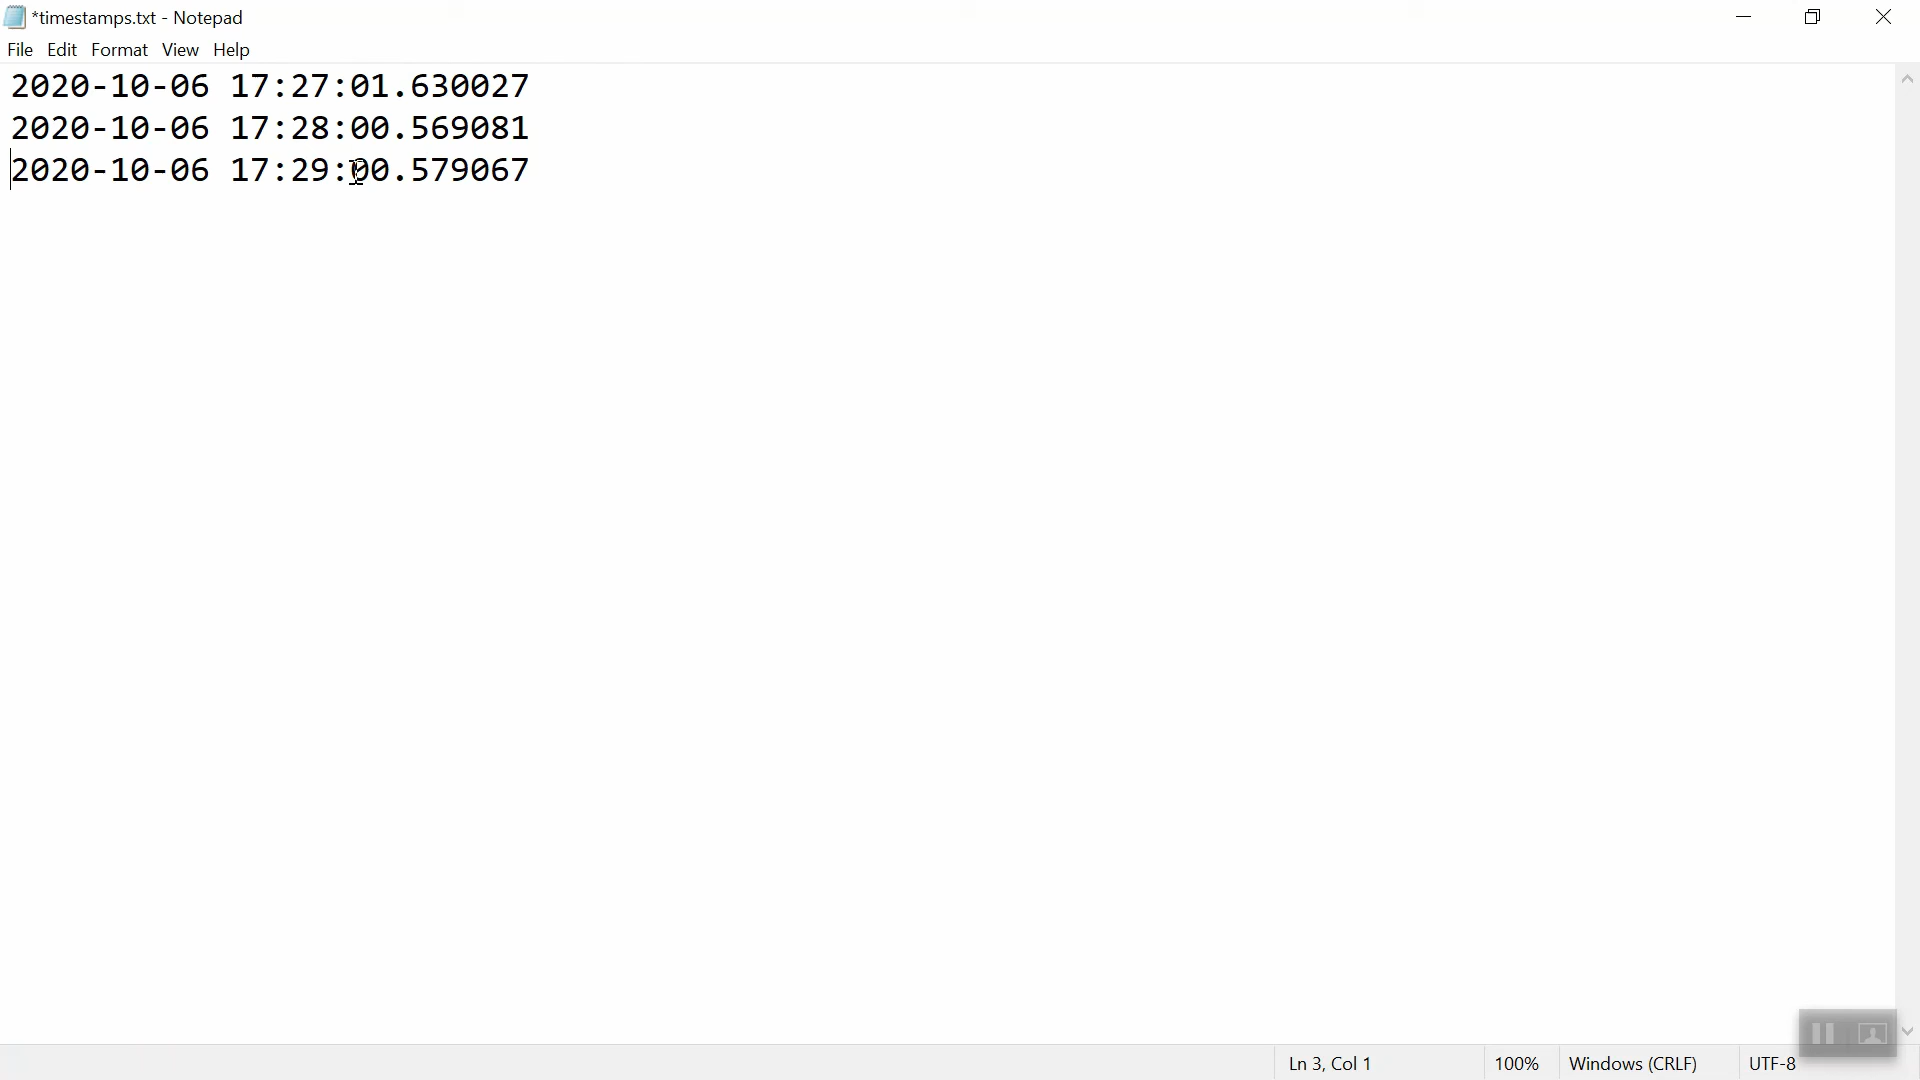 *timestamps.txt - Notepad
File Edit Format View Help
2020-10-06 17:27:01.630027
2020-10-06 17:28:00.569081
2020-10-06 17:29:00.579067
Ln 3, Col 1 100% Windows (CRLF) UTF-8